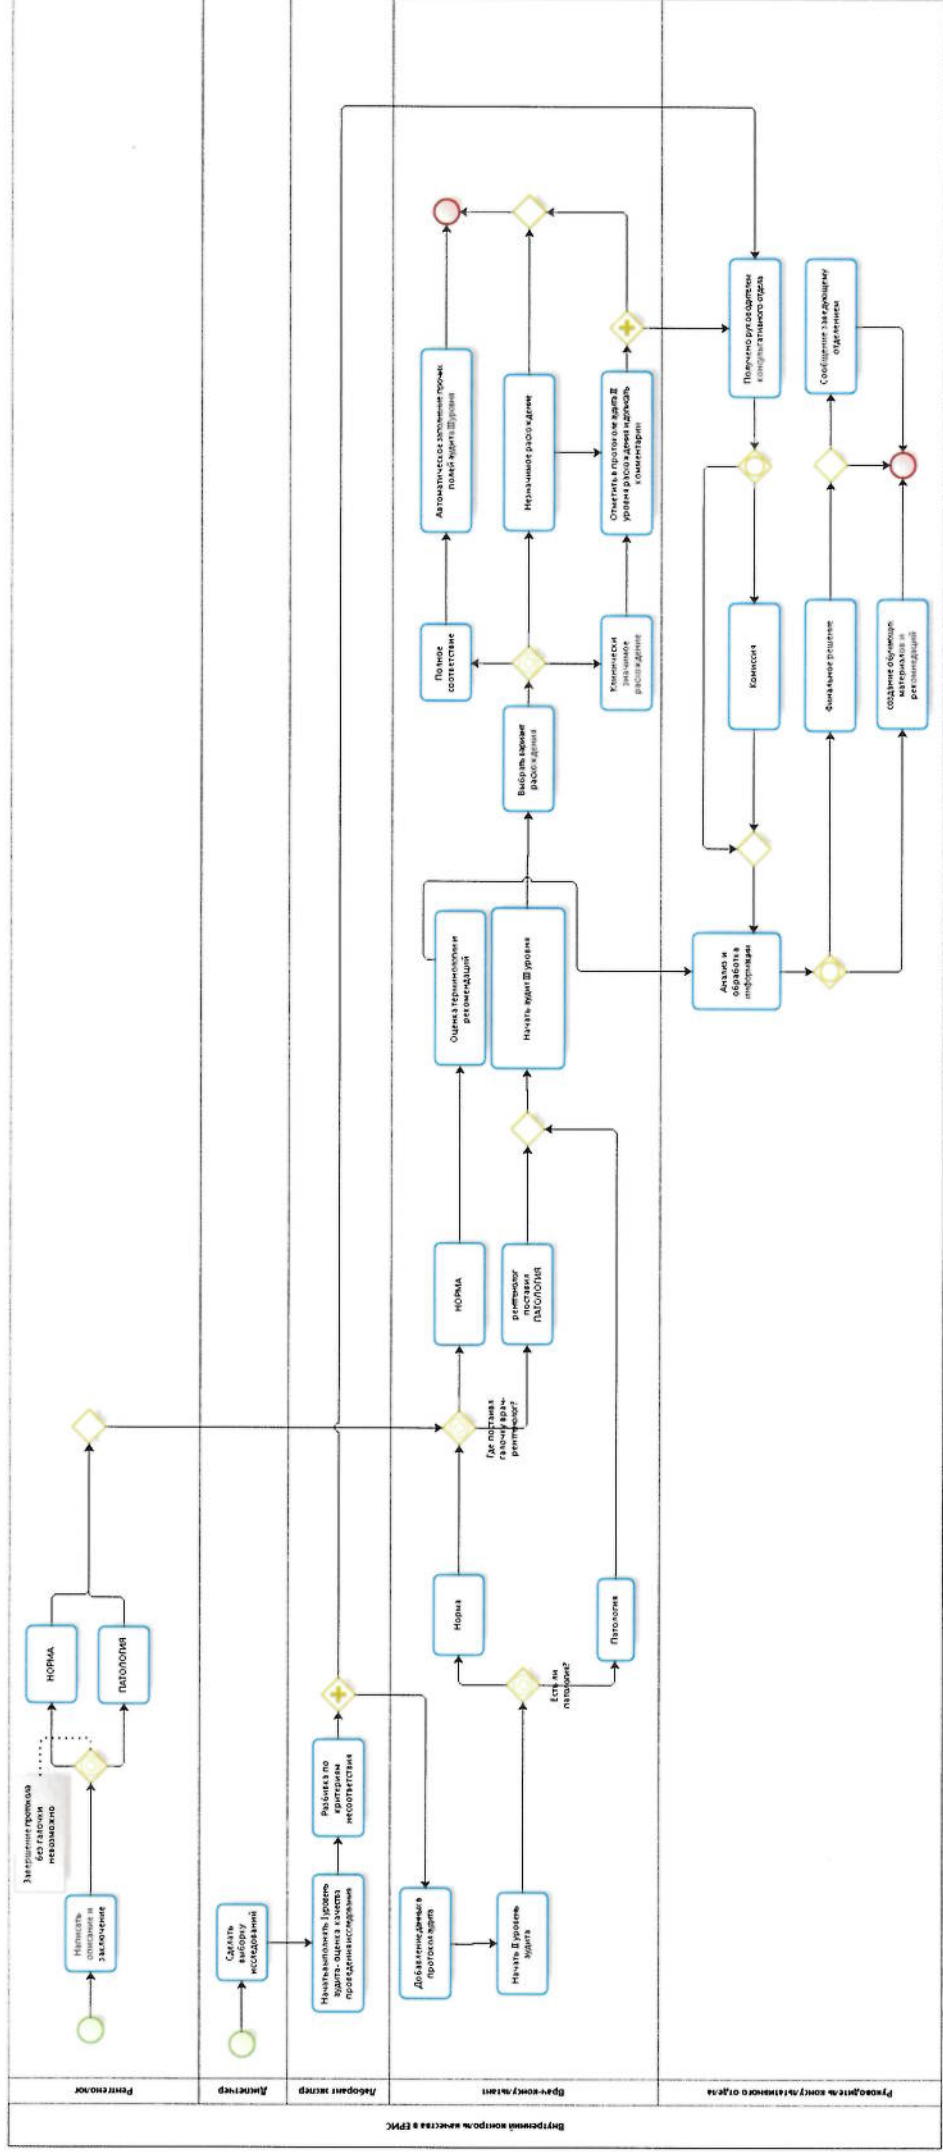 Внутренний контроль качества в ЕРИС
Рентгенолог
Диспетчер
Лаборант экспер
Врач-консультант
Руководитель консультативного отдела
Написать
описание и
заключение
Завершение протокола
без галочки
невозможно
НОРМА
ПАТОЛОГИЯ
Сделать
выборку
исследований
Начать выполнять I уровень
аудита - оценка качества
проведения исследования
Разбивка по
критериям
несоответствия
Добавление данных в
протокол аудита
Начать II уровень
аудита
Есть ли
патология?
Норма
Патология
Где поставил
галочку врач-
рентгенолог?
НОРМА
рентгенолог
поставил
ПАТОЛОГИЯ
Оценка терминологии и
рекомендаций
Начать аудит III уровня
Выбрать вариант
расхождения
Полное
соответствие
Клинически
значимое
расхождение
Автоматическое заполнение прочих
полей аудита III уровня
Незначимое расхождение
Отметить в протоколе аудита II
уровня расхождения и дописать
комментарии
Получено руководителем
консультативного отдела
Комиссия
Анализ и
обработка
информации
Финальное решение
Сообщение заведующему
отделением
создание обучающих
материалов и
рекомендаций